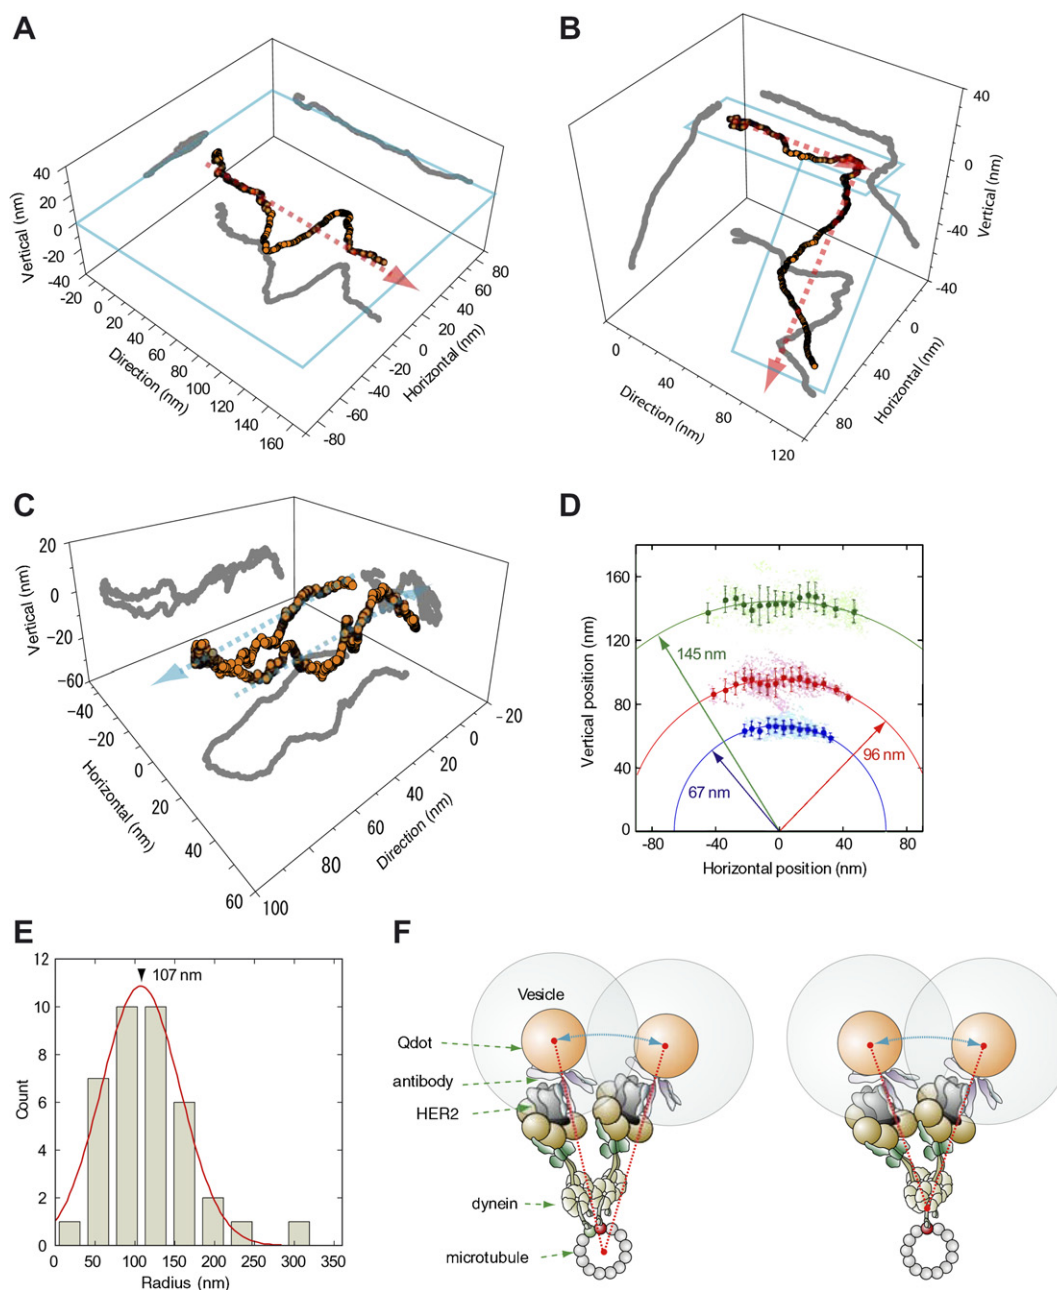 A
Vertical (nm)
40
20
0
-20
-40
-20
0
20
40
60
80
100
120
140
160
Direction (nm)
-80
-60
-40
-20
0
20
40
60
80
Horizontal (nm)
B
40
0
-40
Vertical (nm)
-40
0
40
80
Horizontal (nm)
0
40
80
120
Direction (nm)
C
20
0
-20
-60
Vertical (nm)
-40
-20
0
20
40
60
Horizontal (nm)
100
80
60
40
20
0
-20
Direction (nm)
D
Vertical position (nm)
160
120
80
40
0
145 nm
96 nm
67 nm
-80
-40
0
40
80
Horizontal position (nm)
E
Count
12
10
8
6
4
2
0
107 nm
0
50
100
150
200
250
300
350
Radius (nm)
F
Vesicle
Qdot
antibody
HER2
dynein
microtubule